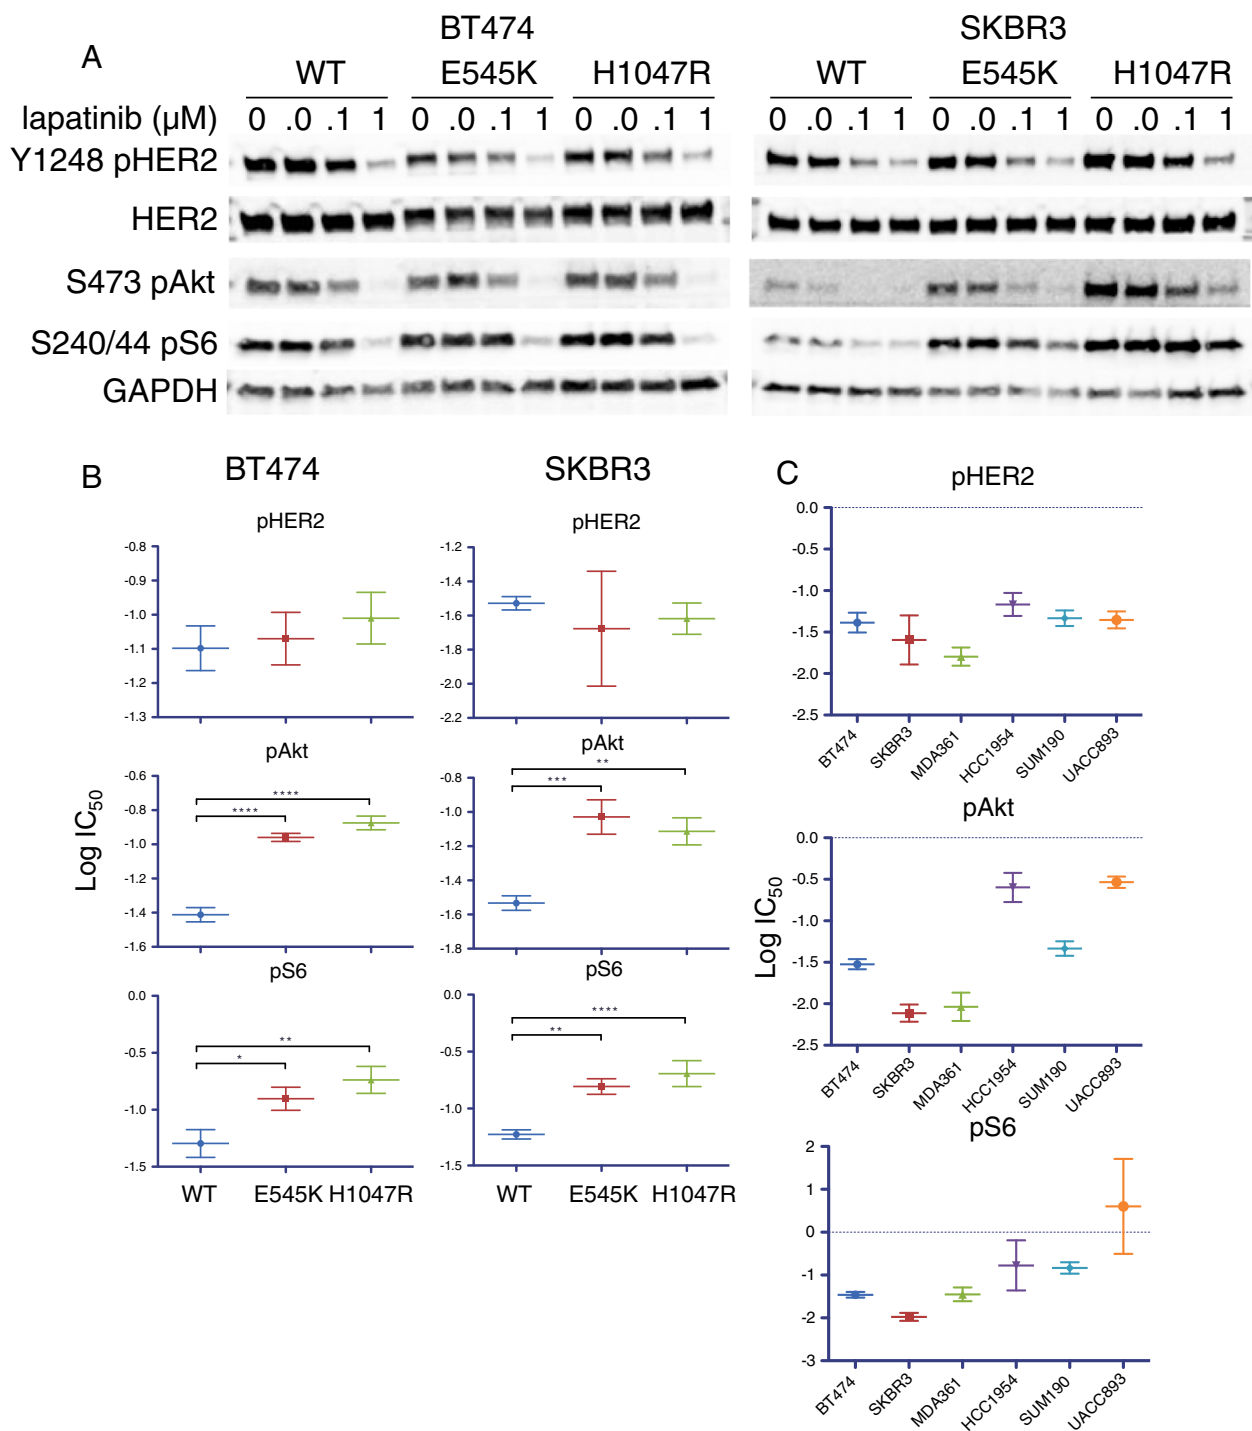 A
BT474
SKBR3
WT E545K H1047R
WT E545K H1047R
lapatinib (µM) 0 .0 .1 1 0 .0 .1 1 0 .0 .1 1 0 .0 .1 1 0 .0 .1 1 0 .0 .1 1
Y1248 pHER2
HER2
S473 pAkt
S240/44 pS6
GAPDH
B
BT474
SKBR3
Log IC50
pHER2
-0.8
-0.9
-1.0
-1.1
-1.2
-1.3
pHER2
-1.2
-1.4
-1.6
-1.8
-2.0
-2.2
pAkt
-0.6
-0.8
-1.0
-1.2
-1.4
-1.6
****
****
pAkt
-0.8
-1.0
-1.2
-1.4
-1.6
-1.8
**
***
pS6
0.0
-0.5
-1.0
-1.5
**
*
WT E545K H1047R
pS6
0.0
-0.5
-1.0
-1.5
****
**
WT E545K H1047R
C
Log IC50
pHER2
0.0
-0.5
-1.0
-1.5
-2.0
-2.5
BT474 SKBR3 MDA361 HCC1954 SUM190 UACC893
pAkt
0.0
-0.5
-1.0
-1.5
-2.0
-2.5
BT474 SKBR3 MDA361 HCC1954 SUM190 UACC893
pS6
2
1
0
-1
-2
-3
BT474 SKBR3 MDA361 HCC1954 SUM190 UACC893